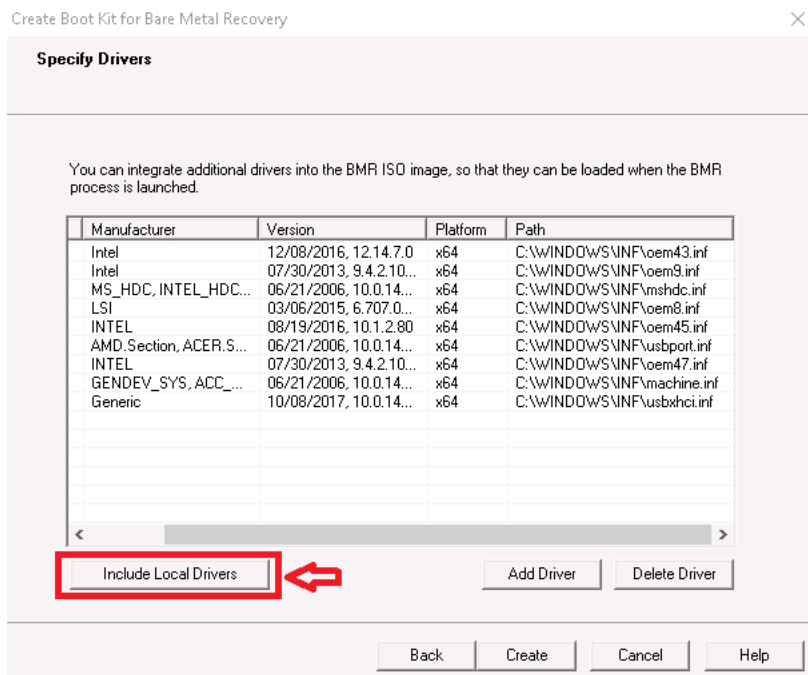 Create Boot Kit for Bare Metal Recovery
Specify Drivers
You can integrate additional drivers into the BMR ISO image, so that they can be loaded when the BMR
process is launched.
Manufacturer Version Platform Path
Intel 12/08/2016, 12.14.7.0 x64 C:\WINDOWS\INF\oem43.inf
Intel 07/30/2013, 9.4.2.10... x64 C:\WINDOWS\INF\oem9.inf
MS_HDC, INTEL_HDC... 06/21/2006, 10.0.14... x64 C:\WINDOWS\INF\mshdc.inf
LSI 03/06/2015, 6.707.0... x64 C:\WINDOWS\INF\oem8.inf
INTEL 08/19/2016, 10.1.2.80 x64 C:\WINDOWS\INF\oem45.inf
AMD.Section, ACER.S... 06/21/2006, 10.0.14... x64 C:\WINDOWS\INF\usbport.inf
INTEL 07/30/2013, 9.4.2.10... x64 C:\WINDOWS\INF\oem47.inf
GENDEV_SYS, ACC_... 06/21/2006, 10.0.14... x64 C:\WINDOWS\INF\machine.inf
Generic 10/08/2017, 10.0.14... x64 C:\WINDOWS\INF\usbxhci.inf
Include Local Drivers Add Driver Delete Driver
Back Create Cancel Help